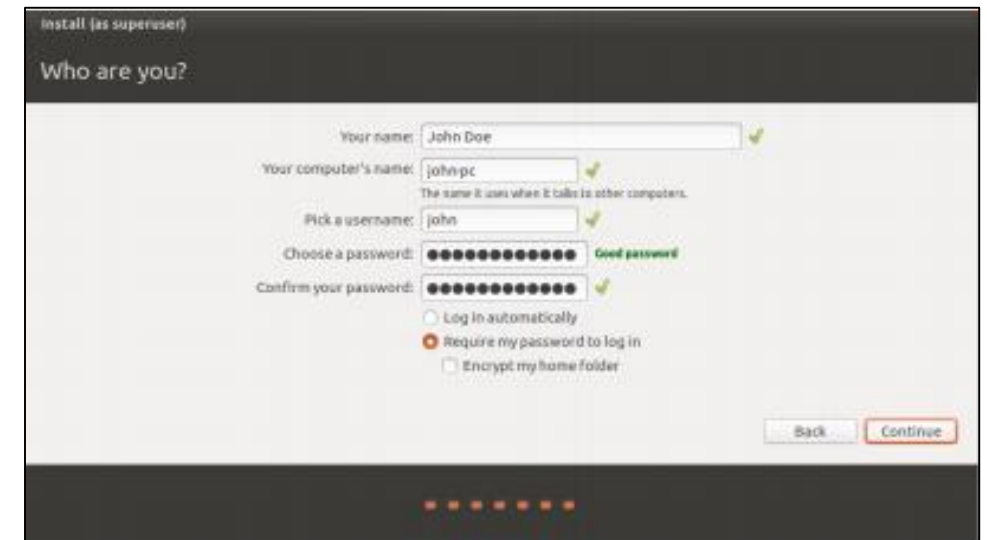 Install (as superuser)
Who are you?
Your name: John Doe
Your computer's name: john-pc
The name it uses when it talks to other computers.
Pick a username: john
Choose a password: ●●●●●●●●●●●● Good password
Confirm your password: ●●●●●●●●●●●●
Log in automatically
Require my password to log in
Encrypt my home folder
Back Continue